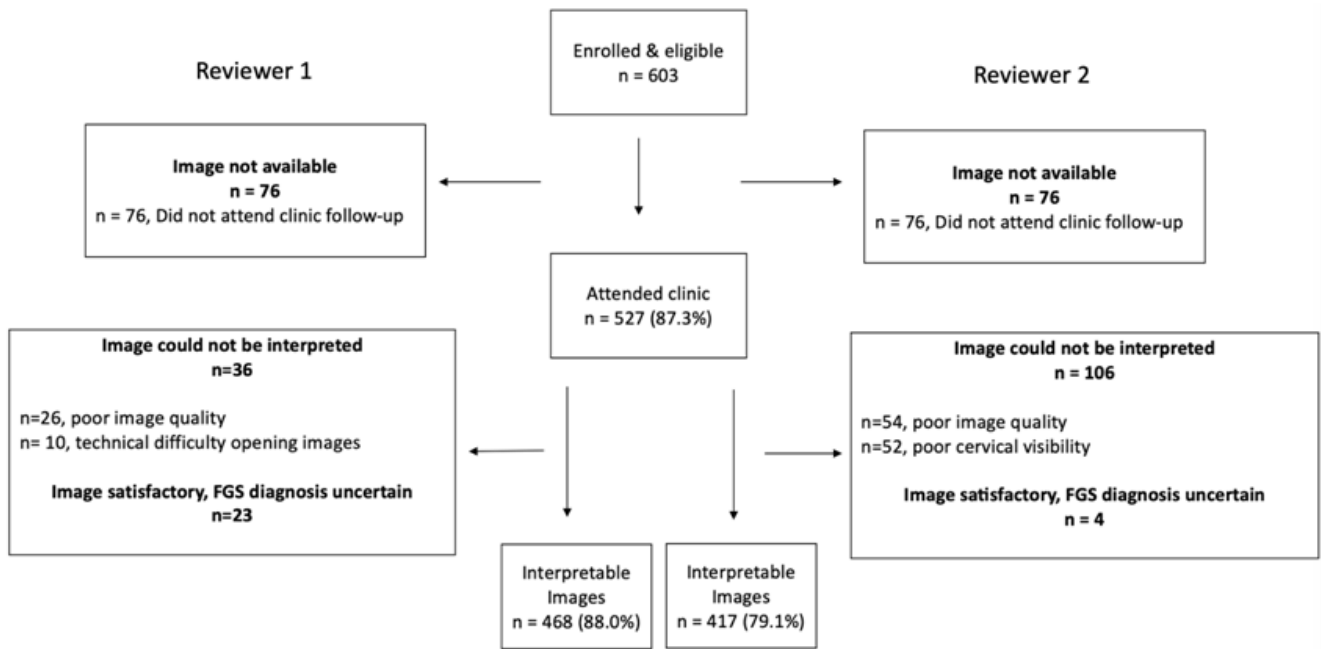 Enrolled & eligible
n = 603
Reviewer 1
Reviewer 2
Image not available
n = 76
n = 76, Did not attend clinic follow-up
Image not available
n = 76
n = 76, Did not attend clinic follow-up
Attended clinic
n = 527 (87.3%)
Image could not be interpreted
n=36
n=26, poor image quality
n= 10, technical difficulty opening images
Image satisfactory, FGS diagnosis uncertain
n=23
Image could not be interpreted
n = 106
n=54, poor image quality
n=52, poor cervical visibility
Image satisfactory, FGS diagnosis uncertain
n = 4
Interpretable
Images
n = 468 (88.0%)
Interpretable
Images
n = 417 (79.1%)